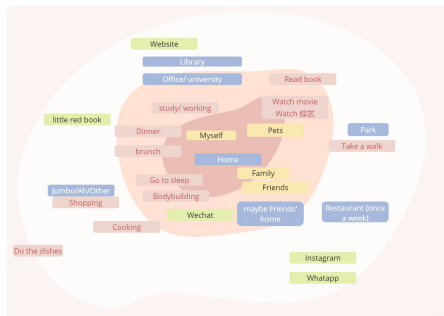 Website
Library
Office/ university
Read book
study/ working
Watch movie
Watch 综艺
little red book
Dinner
Myself
Pets
Park
Take a walk
brunch
Home
Family
Go to sleep
Friends
Jumbo/Ah/Other
Shopping
Bodybuilding
Wechat
maybe Friends'
home
Restaurant (once
a week)
Cooking
Do the dishes
Instagram
Whatapp